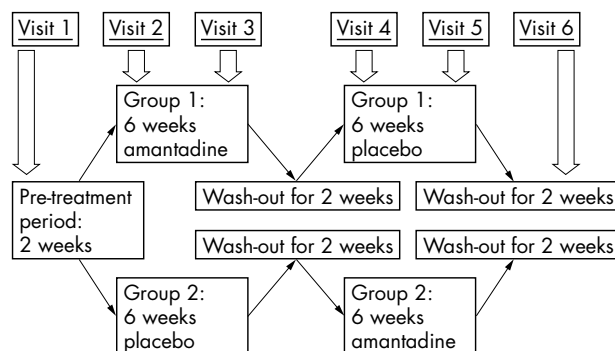 Visit 1 Visit 2 Visit 3 Visit 4 Visit 5 Visit 6
Group 1:
6 weeks
amantadine
Group 1:
6 weeks
placebo
Pre-treatment
period:
2 weeks
Wash-out for 2 weeks
Wash-out for 2 weeks
Wash-out for 2 weeks
Wash-out for 2 weeks
Group 2:
6 weeks
placebo
Group 2:
6 weeks
amantadine